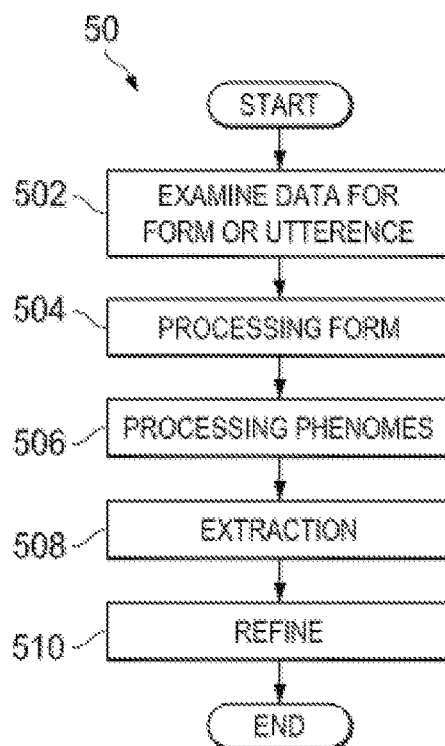 50
START
502
EXAMINE DATA FOR
FORM OR UTTERENCE
504
PROCESSING FORM
506
PROCESSING PHENOMES
508
EXTRACTION
510
REFINE
END